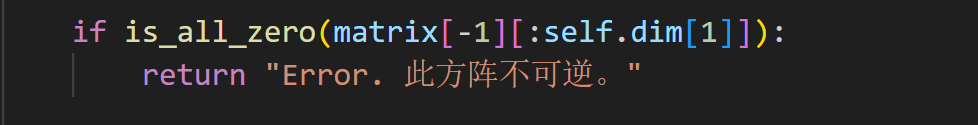 if is_all_zero(matrix[-1][:self.dim[1]]):
    return "Error. 此方阵不可逆。"